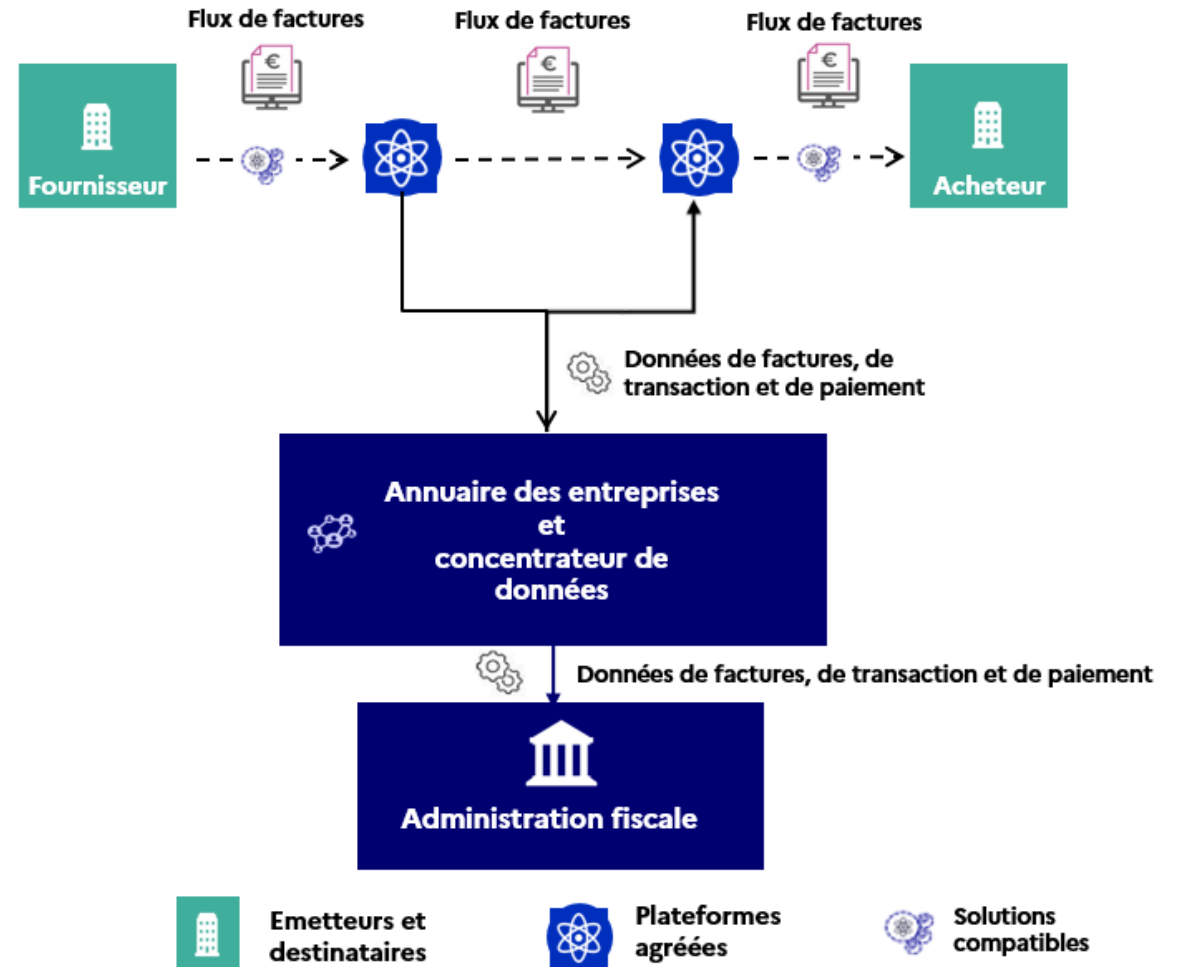 Flux de factures
Flux de factures
Flux de factures
€
€
€
Fournisseur
Acheteur
Données de factures, de
transaction et de paiement
Annuaire des entreprises
et
concentrateur de
données
Données de factures, de transaction et de paiement
Administration fiscale
Emetteurs et
destinataires
Plateformes
agréées
Solutions
compatibles